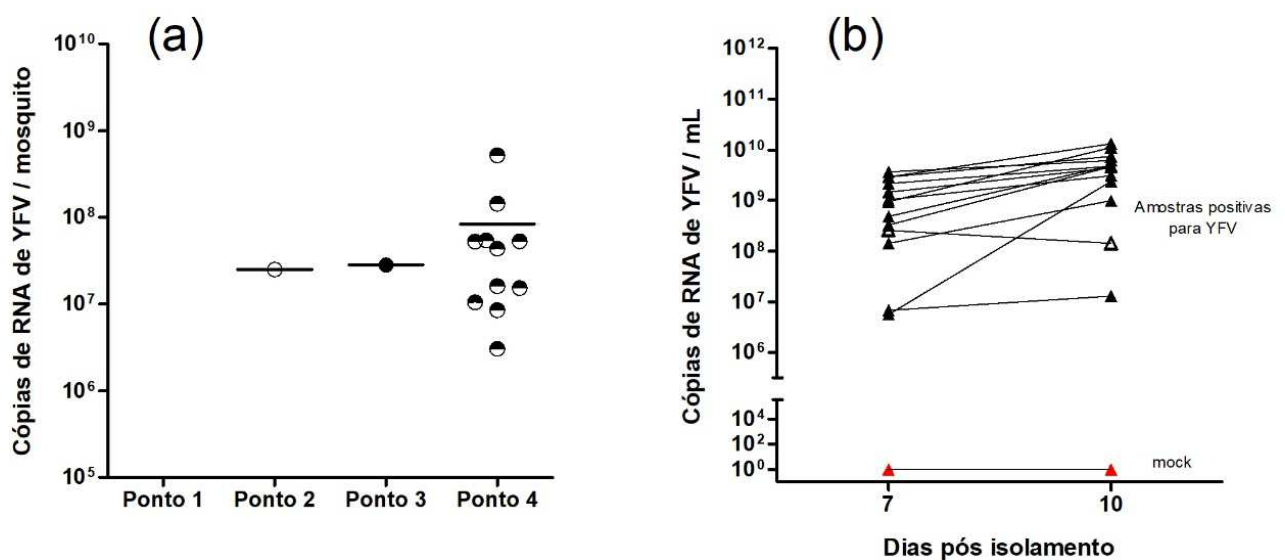 (a)
Cópias de RNA de YFV / mosquito
10¹⁰
10⁹
10⁸
10⁷
10⁶
10⁵
Ponto 1 Ponto 2 Ponto 3 Ponto 4
(b)
Cópias de RNA de YFV / mL
10¹²
10¹¹
10¹⁰
10⁹
10⁸
10⁷
10⁶
10⁴
10²
10⁰
Amostras positivas
para YFV
mock
7 10
Dias pós isolamento